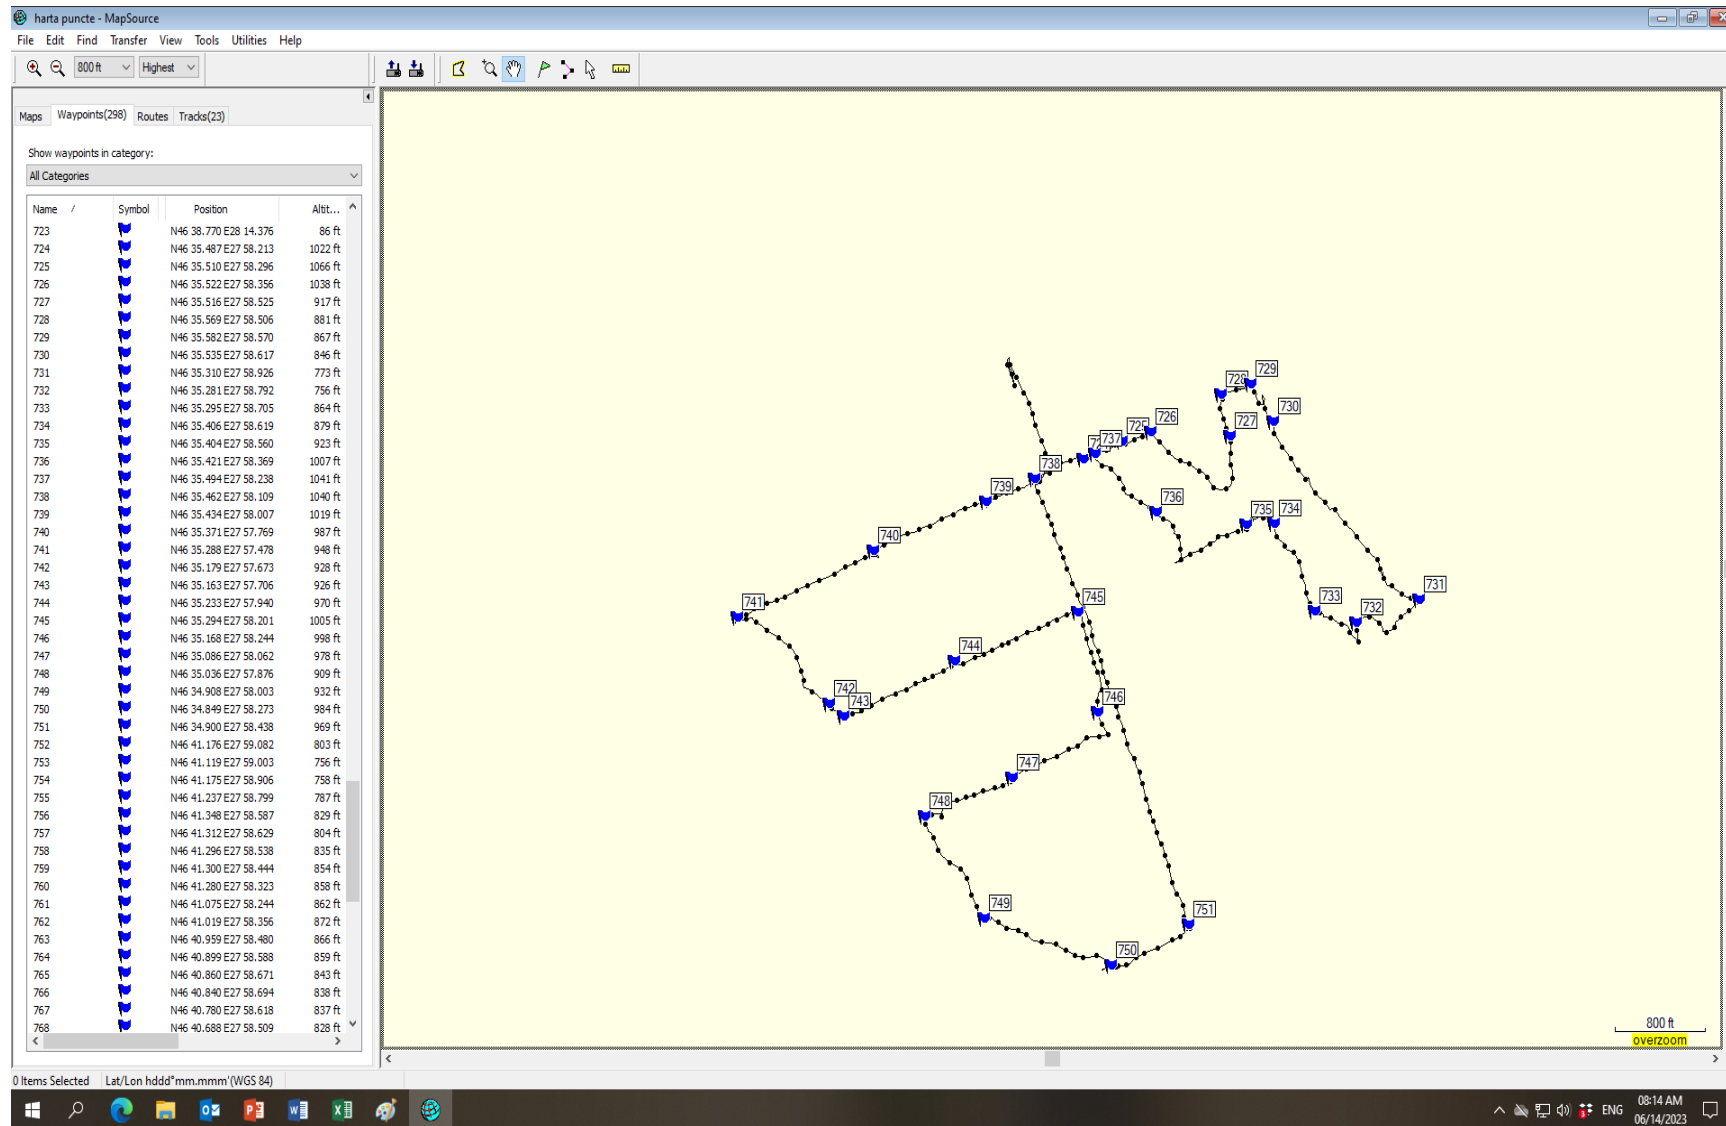 harta puncte - MapSource
File Edit Find Transfer View Tools Utilities Help
800 ft Highest
Maps Waypoints(298) Routes Tracks(23)
Show waypoints in category:
All Categories
Name / Symbol Position Altit...
723 N46 38.770 E28 14.376 86 ft
724 N46 35.487 E27 58.213 1022 ft
725 N46 35.510 E27 58.296 1066 ft
726 N46 35.522 E27 58.356 1038 ft
727 N46 35.516 E27 58.525 917 ft
728 N46 35.569 E27 58.506 881 ft
729 N46 35.582 E27 58.570 867 ft
730 N46 35.535 E27 58.617 846 ft
731 N46 35.310 E27 58.926 773 ft
732 N46 35.281 E27 58.792 756 ft
733 N46 35.295 E27 58.705 864 ft
734 N46 35.406 E27 58.619 879 ft
735 N46 35.404 E27 58.560 923 ft
736 N46 35.421 E27 58.369 1007 ft
737 N46 35.494 E27 58.238 1041 ft
738 N46 35.462 E27 58.109 1040 ft
739 N46 35.434 E27 58.007 1019 ft
740 N46 35.371 E27 57.769 987 ft
741 N46 35.288 E27 57.478 948 ft
742 N46 35.179 E27 57.673 928 ft
743 N46 35.163 E27 57.706 926 ft
744 N46 35.233 E27 57.940 970 ft
745 N46 35.294 E27 58.201 1005 ft
746 N46 35.168 E27 58.244 998 ft
747 N46 35.086 E27 58.062 978 ft
748 N46 35.036 E27 57.876 909 ft
749 N46 34.908 E27 58.003 932 ft
750 N46 34.849 E27 58.273 984 ft
751 N46 34.900 E27 58.438 969 ft
752 N46 41.176 E27 59.082 803 ft
753 N46 41.119 E27 59.003 756 ft
754 N46 41.175 E27 58.906 758 ft
755 N46 41.237 E27 58.799 787 ft
756 N46 41.348 E27 58.587 829 ft
757 N46 41.312 E27 58.629 804 ft
758 N46 41.296 E27 58.538 835 ft
759 N46 41.300 E27 58.444 854 ft
760 N46 41.280 E27 58.323 858 ft
761 N46 41.075 E27 58.244 862 ft
762 N46 41.019 E27 58.356 872 ft
763 N46 40.959 E27 58.480 866 ft
764 N46 40.899 E27 58.588 859 ft
765 N46 40.860 E27 58.671 843 ft
766 N46 40.840 E27 58.694 838 ft
767 N46 40.780 E27 58.618 837 ft
768 N46 40.688 E27 58.509 828 ft
729
728
730
726
725
727
737
738
739
736
735 734
740
731
741
745
733
732
744
742
743
746
747
748
749
751
750
800 ft
overzoom
0 Items Selected Lat/Lon hddd°mm.mmm'(WGS 84)
ENG
08:14 AM
06/14/2023